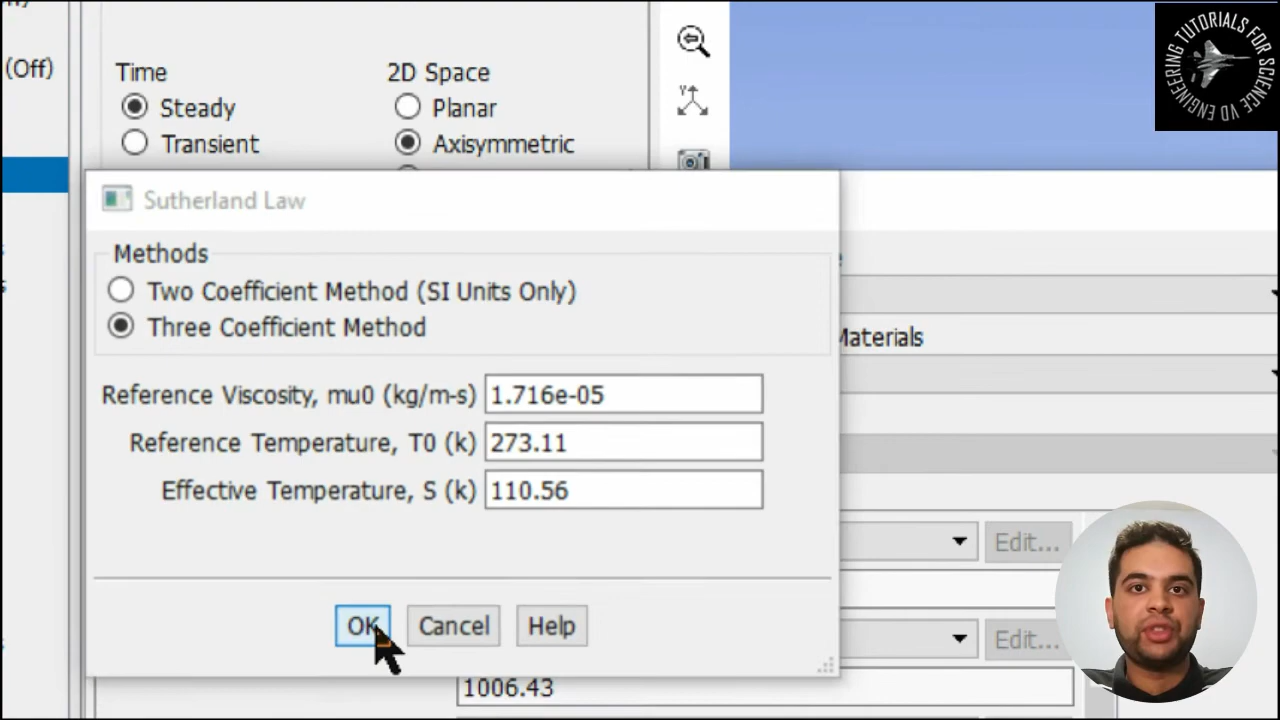 (Off)
Time
2D Space
Steady
Planar
Transient
Axisymmetric
Sutherland Law
Methods
Two Coefficient Method (SI Units Only)
Three Coefficient Method
Materials
Reference Viscosity, mu0 (kg/m-s) 1.716e-05
Reference Temperature, T0 (k) 273.11
Effective Temperature, S (k) 110.56
Edit...
OK
Cancel
Help
Edit...
1006.43
ENGINEERING TUTORIALS FOR SCIENCE VD